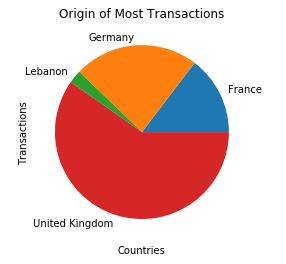 Origin of Most Transactions
Germany
Lebanon
France
Transactions
United Kingdom
Countries